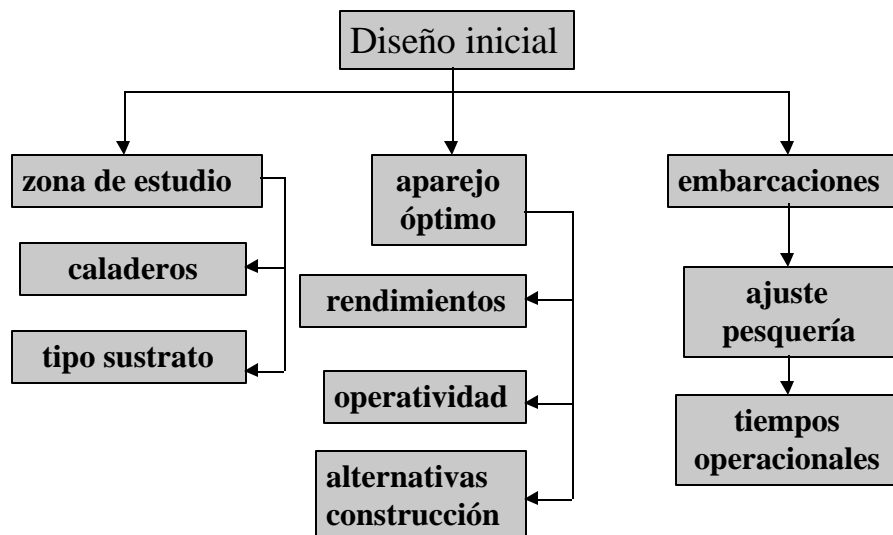 Diseño inicial
zona de estudio
caladeros
tipo sustrato
aparejo
óptimo
rendimientos
operatividad
alternativas
construcción
embarcaciones
ajuste
pesquería
tiempos
operacionales